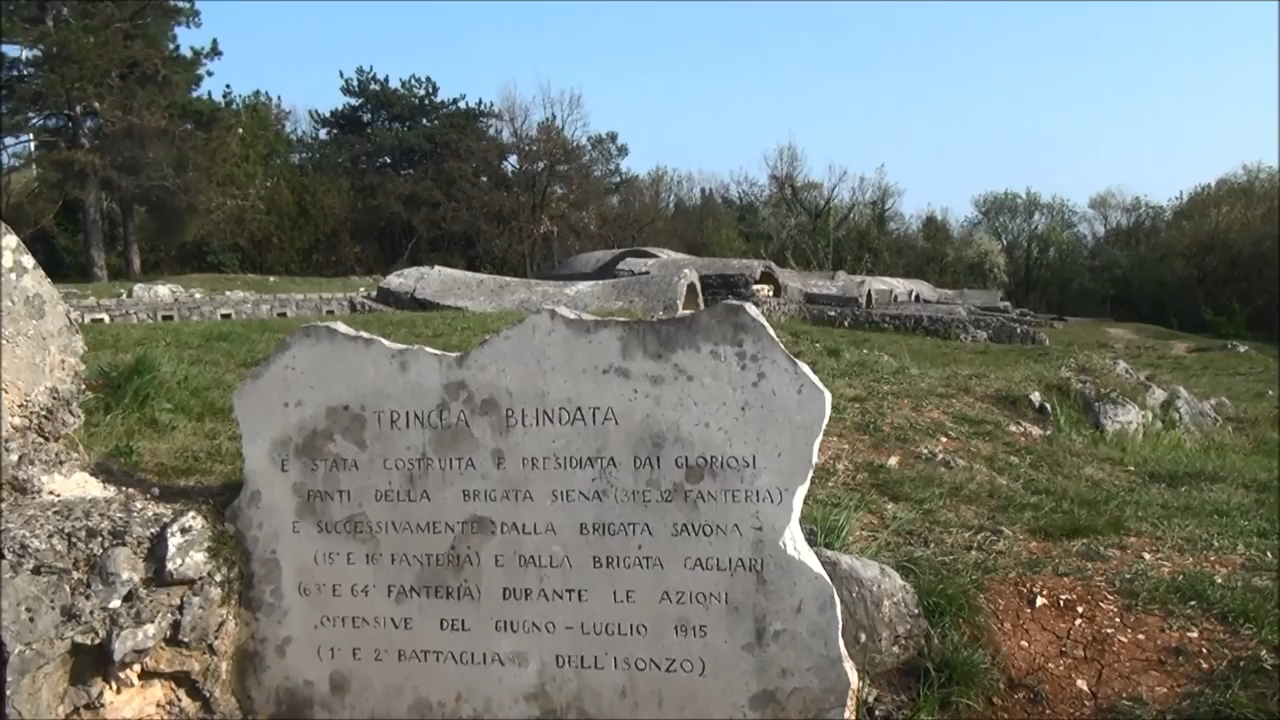 TRINCEA BLINDATA
È STATA COSTRUITA E PRESIDIATA DAI GLORIOSI
FANTI DELLA BRIGATA SIENA (31° E 32° FANTERIA)
E SUCCESSIVAMENTE DALLA BRIGATA SAVONA
(15° E 16° FANTERIA) E DALLA BRIGATA CAGLIARI
(63° E 64° FANTERIA) DURANTE LE AZIONI
OFFENSIVE DEL GIUGNO - LUGLIO 1915
(1° E 2° BATTAGLIA DELL'ISONZO)